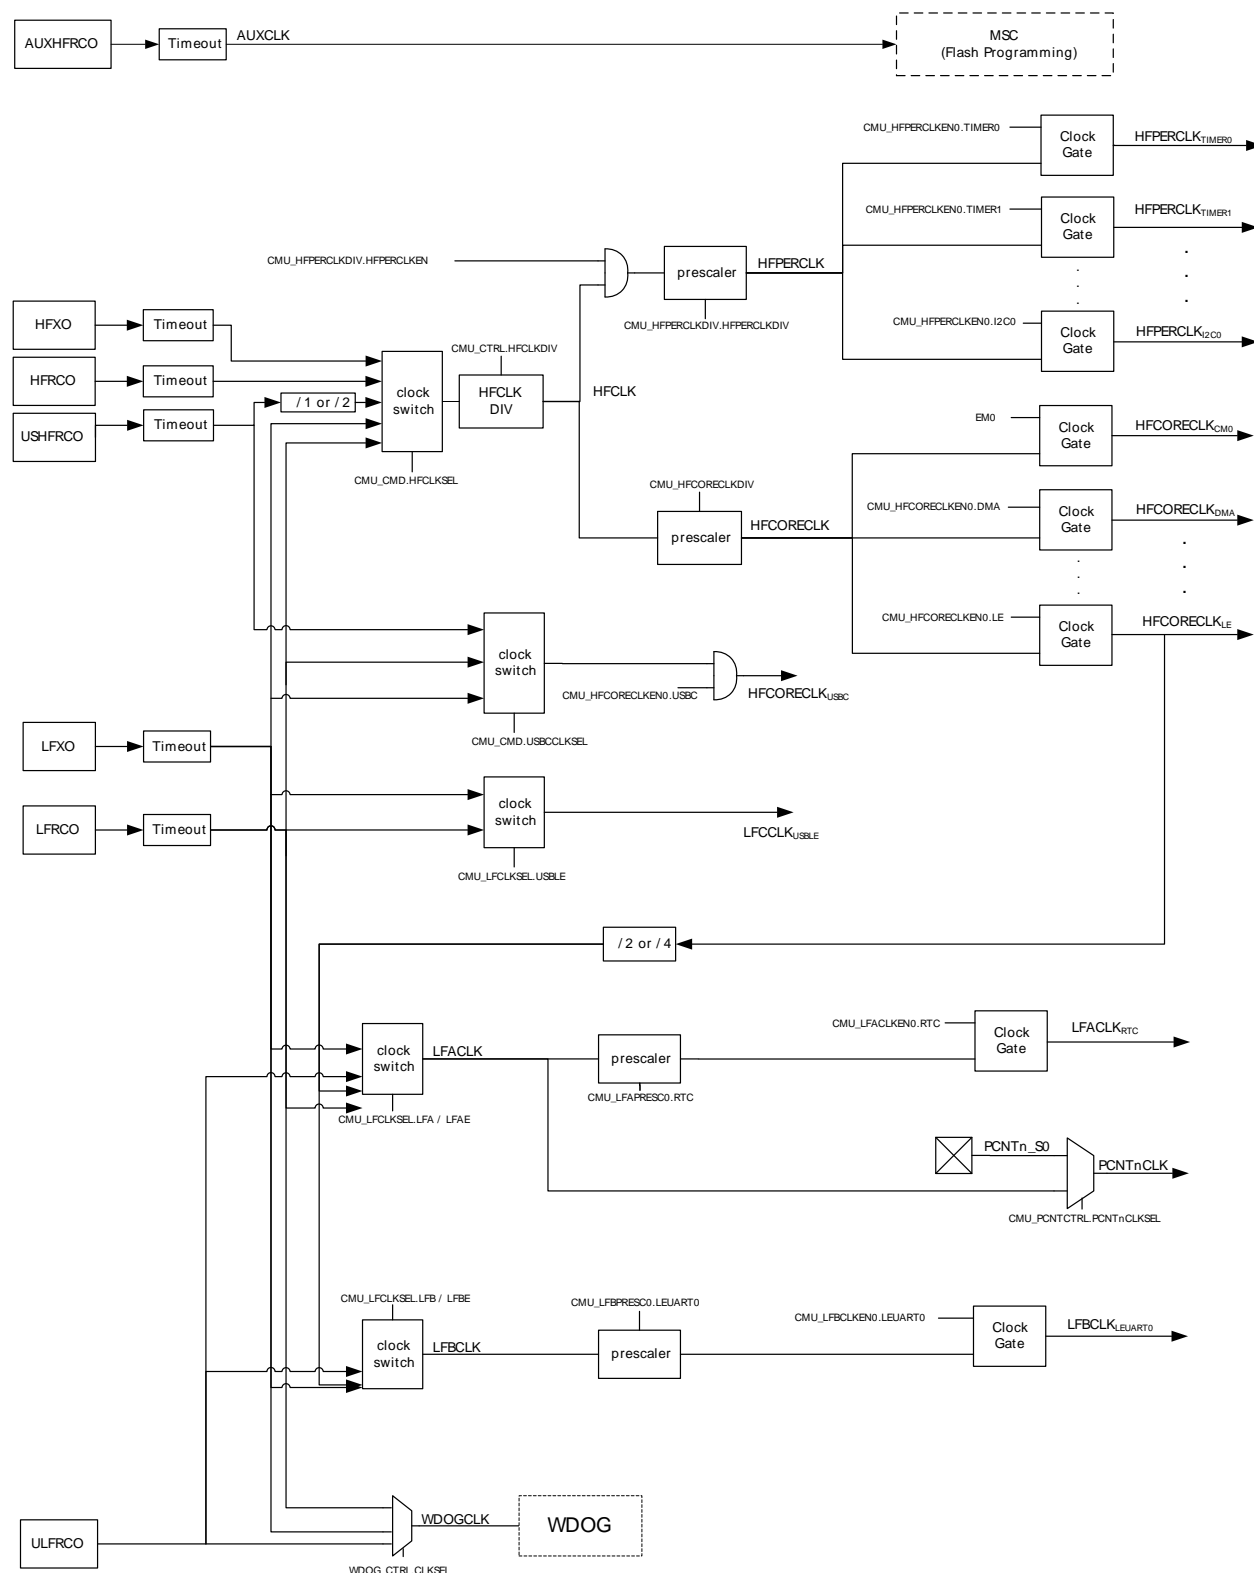 AUXHFRCO
Timeout
AUXCLK
MSC
(Flash Programming)
CMU_HFPERCLKEN0.TIMER0
Clock
Gate
HFPERCLKTIMER0
CMU_HFPERCLKEN0.TIMER1
Clock
Gate
HFPERCLKTIMER1
CMU_HFPERCLKDIV.HFPERCLKEN
prescaler
HFPERCLK
CMU_HFPERCLKDIV.HFPERCLKDIV
CMU_HFPERCLKEN0.I2C0
Clock
Gate
HFPERCLKI2C0
HFXO
Timeout
HFRCO
Timeout
USHFRCO
Timeout
/ 1 or / 2
clock
switch
CMU_CMD.HFCLKSEL
CMU_CTRL.HFCLKDIV
HFCLK
DIV
HFCLK
EM0
Clock
Gate
HFCORECLKCM0
CMU_HFCORECLKDIV
prescaler
HFCORECLK
CMU_HFCORECLKEN0.DMA
Clock
Gate
HFCORECLKDMA
CMU_HFCORECLKEN0.LE
Clock
Gate
HFCORECLKLE
clock
switch
CMU_HFCORECLKEN0.USBC
HFCORECLKUSBC
CMU_CMD.USBCCLKSEL
LFXO
Timeout
LFRCO
Timeout
clock
switch
LFCCLKUSBLE
CMU_LFCLKSEL.USBLE
/ 2 or / 4
clock
switch
LFACLK
CMU_LFCLKSEL.LFA / LFAE
prescaler
CMU_LFAPRESC0.RTC
CMU_LFACLKEN0.RTC
Clock
Gate
LFACLKRTC
PCNTn_S0
PCNTnCLK
CMU_PCNTCTRL.PCNTnCLKSEL
CMU_LFCLKSEL.LFB / LFBE
clock
switch
LFBCLK
CMU_LFBPRESC0.LEUART0
prescaler
CMU_LFBCLKEN0.LEUART0
Clock
Gate
LFBCLKLEUART0
ULFRCO
WDOGCLK
WDOG
WDOG_CTRL.CLKSEL